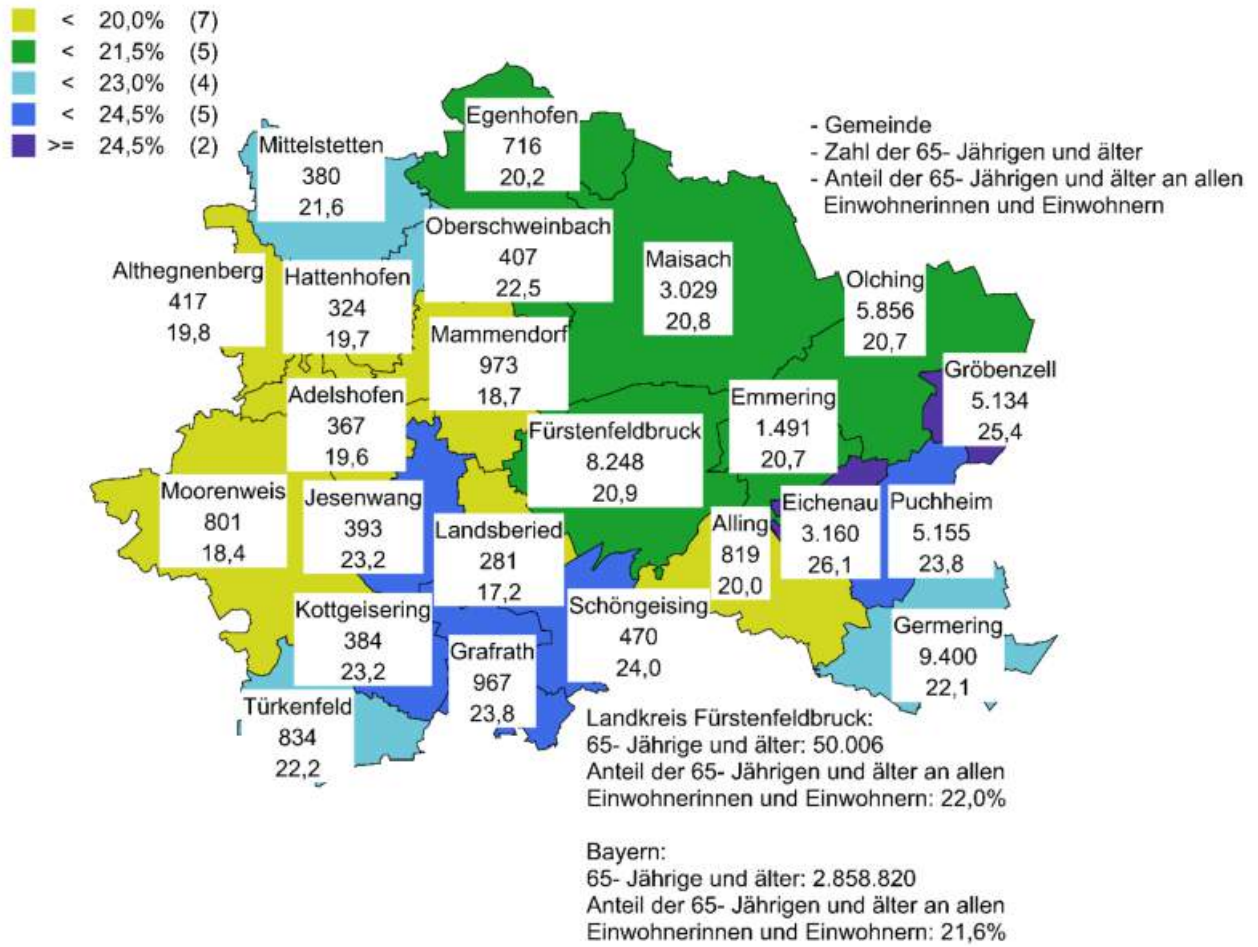 < 20,0% (7)
< 21,5% (5)
< 23,0% (4)
< 24,5% (5)
>= 24,5% (2)
- Gemeinde
- Zahl der 65- Jährigen und älter
- Anteil der 65- Jährigen und älter an allen
Einwohnerinnen und Einwohnern
Egenhofen
716
20,2
Mittelstetten
380
21,6
Oberschweinbach
407
22,5
Maisach
3.029
20,8
Althegnenberg
417
19,8
Hattenhofen
324
19,7
Olching
5.856
20,7
Mammendorf
973
18,7
Gröbenzell
5.134
25,4
Adelshofen
367
19,6
Emmering
1.491
20,7
Fürstenfeldbruck
8.248
20,9
Moorenweis
801
18,4
Jesenwang
393
23,2
Landsberied
281
17,2
Alling
819
20,0
Eichenau
3.160
26,1
Puchheim
5.155
23,8
Kottgeisering
384
23,2
Schöngeising
470
24,0
Grafrath
967
23,8
Germering
9.400
22,1
Türkenfeld
834
22,2
Landkreis Fürstenfeldbruck:
65- Jährige und älter: 50.006
Anteil der 65- Jährigen und älter an allen
Einwohnerinnen und Einwohnern: 22,0%
Bayern:
65- Jährige und älter: 2.858.820
Anteil der 65- Jährigen und älter an allen
Einwohnerinnen und Einwohnern: 21,6%